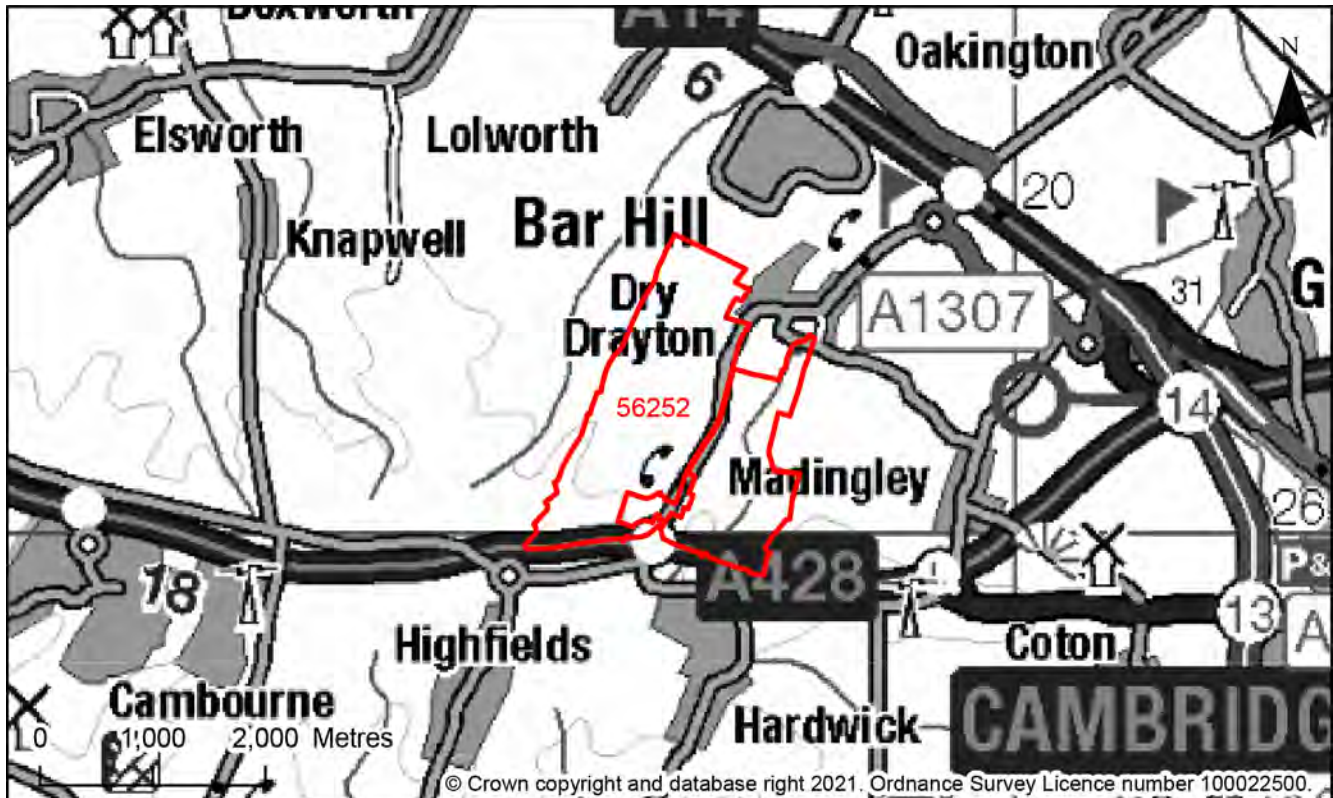 Boxworth
A14
Oakington
N
6
Elsworth
Lolworth
20
Bar Hill
Knapwell
Dry
Drayton
31
G
A1307
56252
14
Madingley
26
P&
A428
18
13
A
Highfields
Coton
Cambourne
Hardwick
CAMBRIDG
0 1,000 2,000 Metres
© Crown copyright and database right 2021. Ordnance Survey Licence number 100022500.